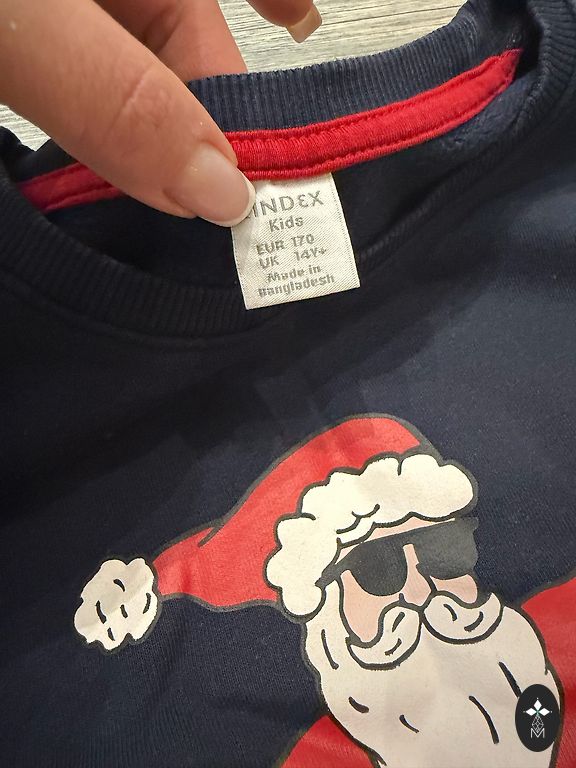 INDEX
Kids
EUR 170
UK 14Y+
Made in
Bangladesh
M